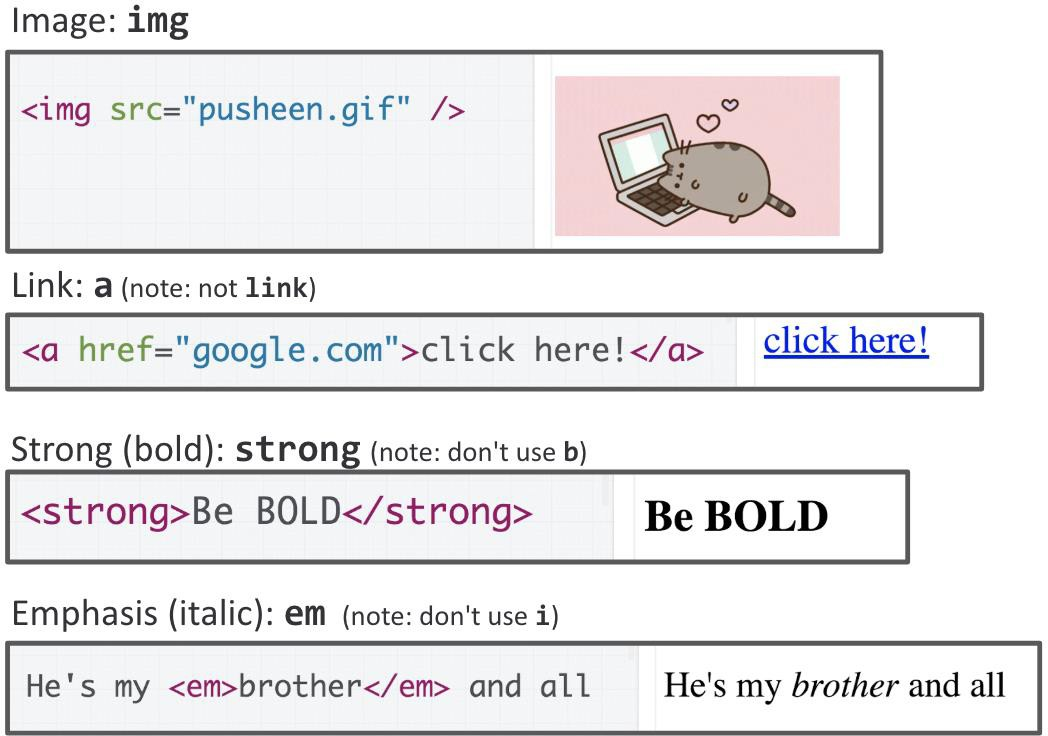 Image: img
<img src="pusheen.gif" />
Link: a (note: not link)
<a href="google.com">click here!</a>
click here!
Strong (bold): strong (note: don't use b)
<strong>Be BOLD</strong>
Be BOLD
Emphasis (italic): em (note: don't use i)
He's my <em>brother</em> and all
He's my brother and all